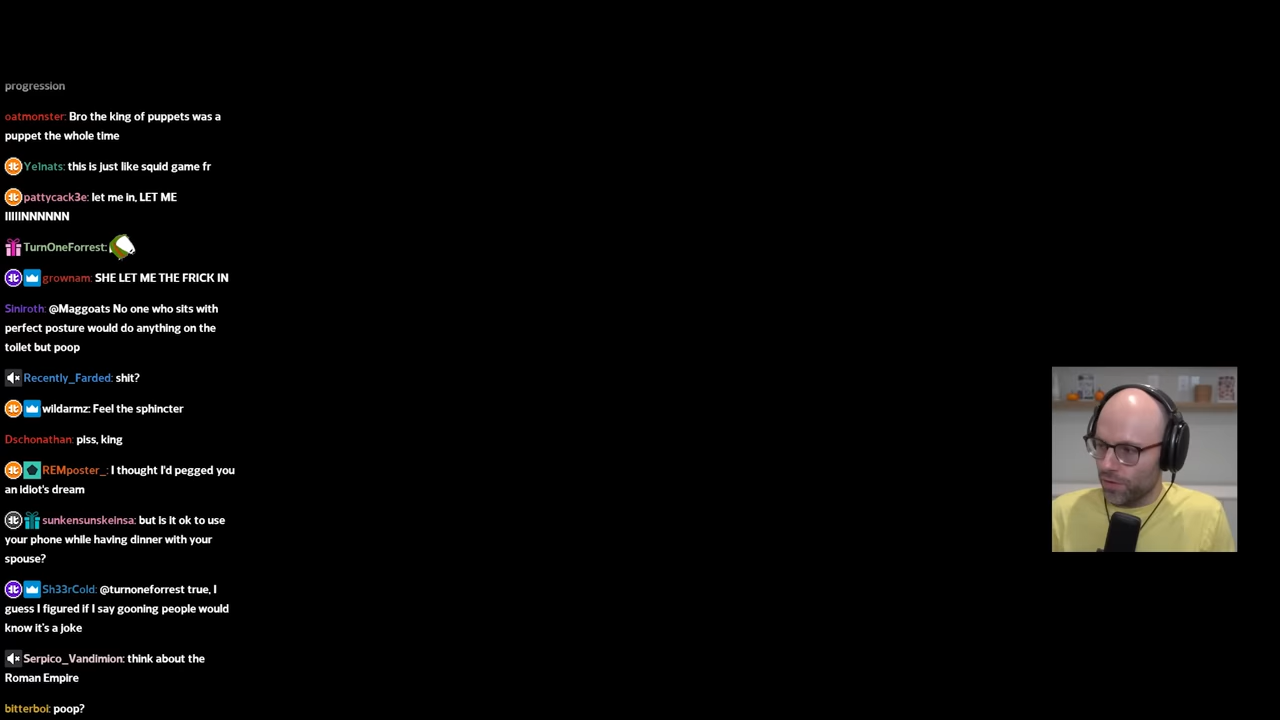 progression
oatmonster: Bro the king of puppets was a
puppet the whole time
Ye1nats: this is just like squid game fr
pattycack3e: let me in, LET ME
IIIIINNNNNN
TurnOneForrest:
grownam: SHE LET ME THE FRICK IN
Siniroth: @Maggoats No one who sits with
perfect posture would do anything on the
toilet but poop
Recently_Farded: shit?
wildarmz: Feel the sphincter
Dschonathan: piss, king
REMposter_: I thought I'd pegged you
an idiot's dream
sunkensunskeinsa: but is it ok to use
your phone while having dinner with your
spouse?
Sh33rCold: @turnoneforrest true, I
guess I figured if I say gooning people would
know it's a joke
Serpico_Vandimion: think about the
Roman Empire
bitterboi: poop?